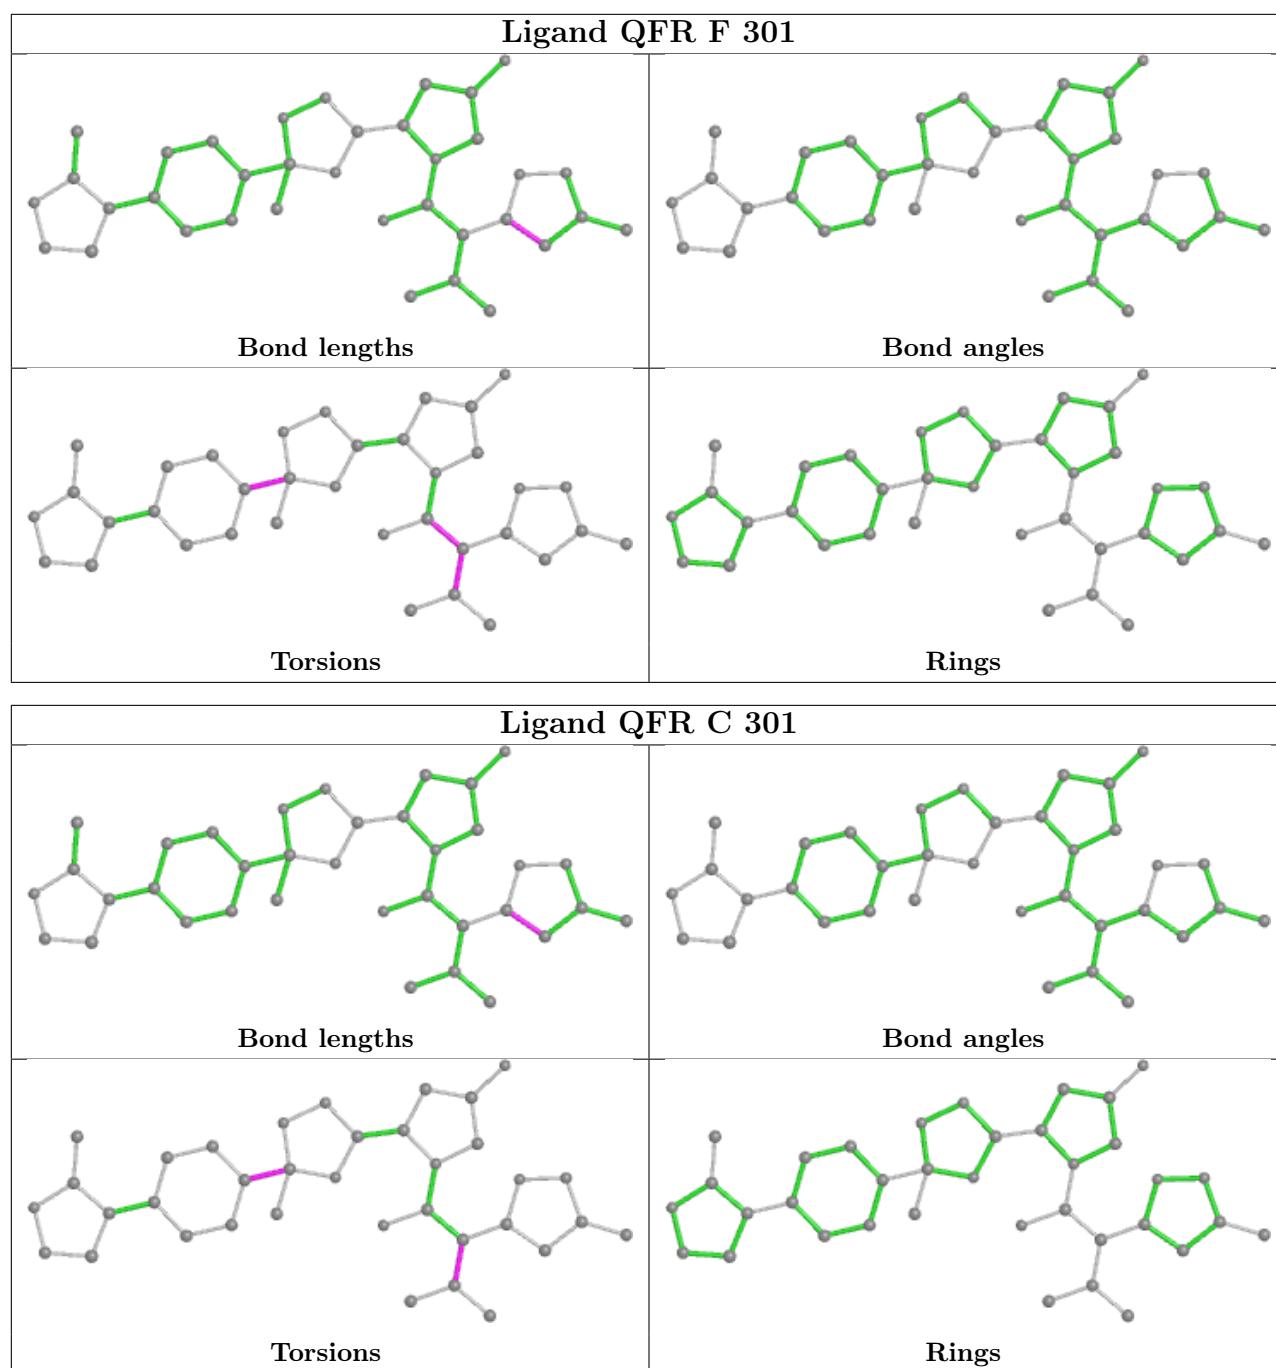 Ligand QFR F 301
Bond lengths
Bond angles
Torsions
Rings
Ligand QFR C 301
Bond lengths
Bond angles
Torsions
Rings